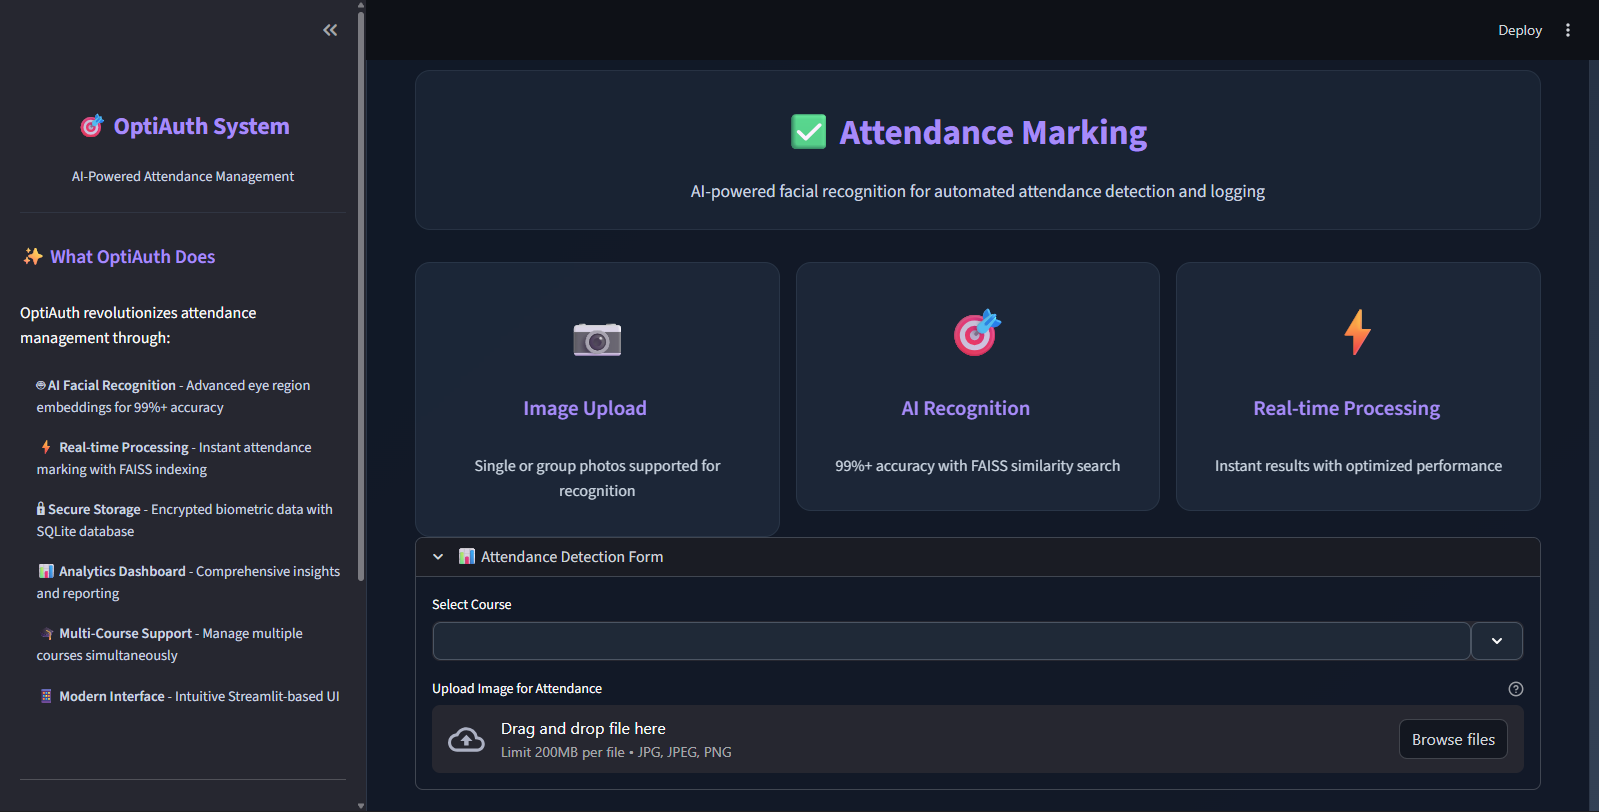 Deploy
OptiAuth System
AI-Powered Attendance Management
What OptiAuth Does
OptiAuth revolutionizes attendance
management through:
AI Facial Recognition - Advanced eye region
embeddings for 99%+ accuracy
Real-time Processing - Instant attendance
marking with FAISS indexing
Secure Storage - Encrypted biometric data with
SQLite database
Analytics Dashboard - Comprehensive insights
and reporting
Multi-Course Support - Manage multiple
courses simultaneously
Modern Interface - Intuitive Streamlit-based UI
Attendance Marking
AI-powered facial recognition for automated attendance detection and logging
Image Upload
Single or group photos supported for
recognition
AI Recognition
99%+ accuracy with FAISS similarity search
Real-time Processing
Instant results with optimized performance
Attendance Detection Form
Select Course
Upload Image for Attendance
Drag and drop file here
Limit 200MB per file • JPG, JPEG, PNG
Browse files